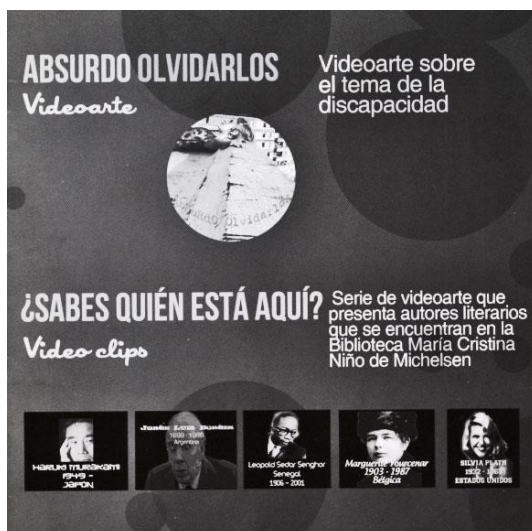 ABSURDO OLVIDARLOS
Videoarte
Videoarte sobre
el tema de la
discapacidad
Olvidarlos
¿SABES QUIÉN ESTÁ AQUÍ?
Video clips
Serie de videoarte que
presenta autores literarios
que se encuentran en la
Biblioteca María Cristina
Niño de Michelsen
HARUKI MURAKAMI
1949 -
JAPÓN
Luis
Argentina
Leopold Sedar Senghor
Senegal
1906 - 2001
Marguerite Yourcenar
1903 - 1987
Bélgica
SILVIA PLATH
ESTADOS UNIDOS